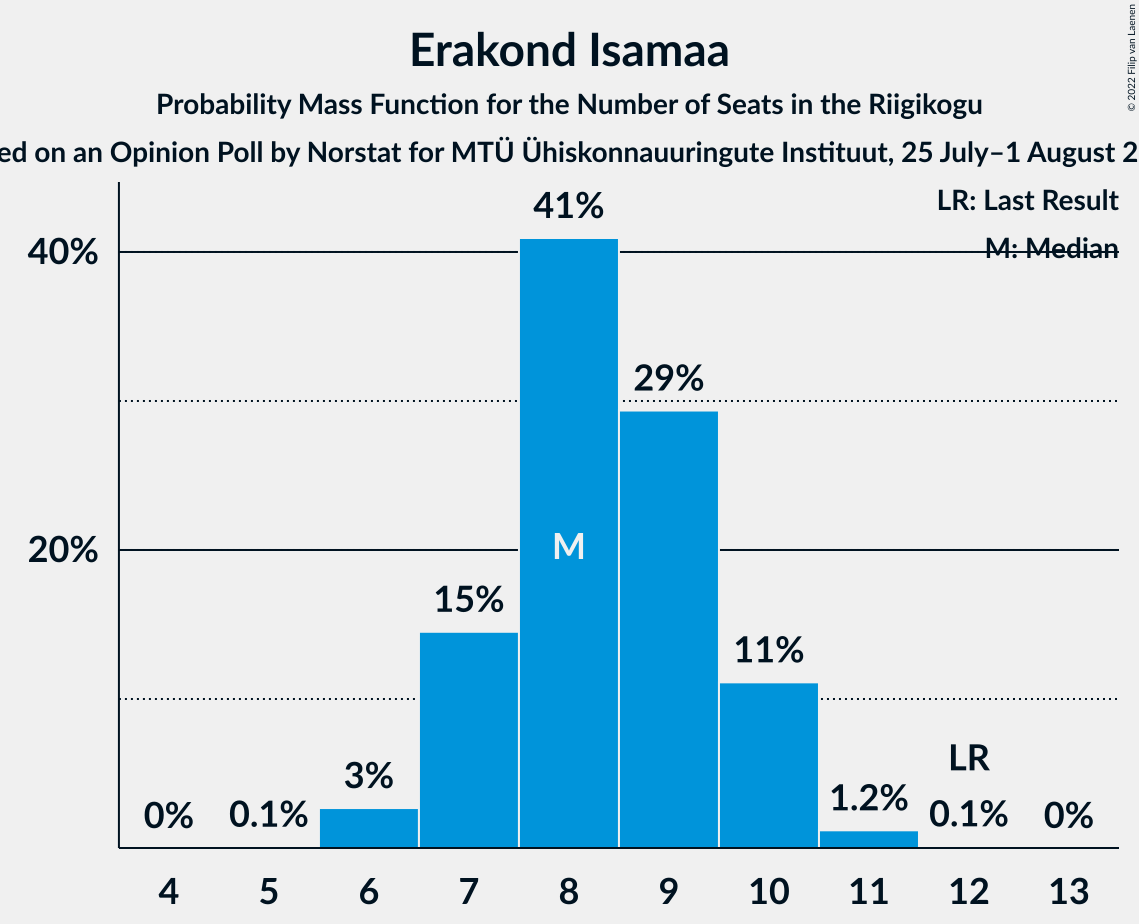 Erakond Isamaa
Probability Mass Function for the Number of Seats in the Riigikogu
on an Opinion Poll by Norstat for MTÜ Ühiskonnauuringute Instituut, 25 July–1 August
© 2022 Filip van Laenen
LR: Last Result
M: Median
40%
20%
0%
0.1%
3%
15%
41%
M
29%
11%
1.2%
LR
0.1%
0%
4 5 6 7 8 9 10 11 12 13